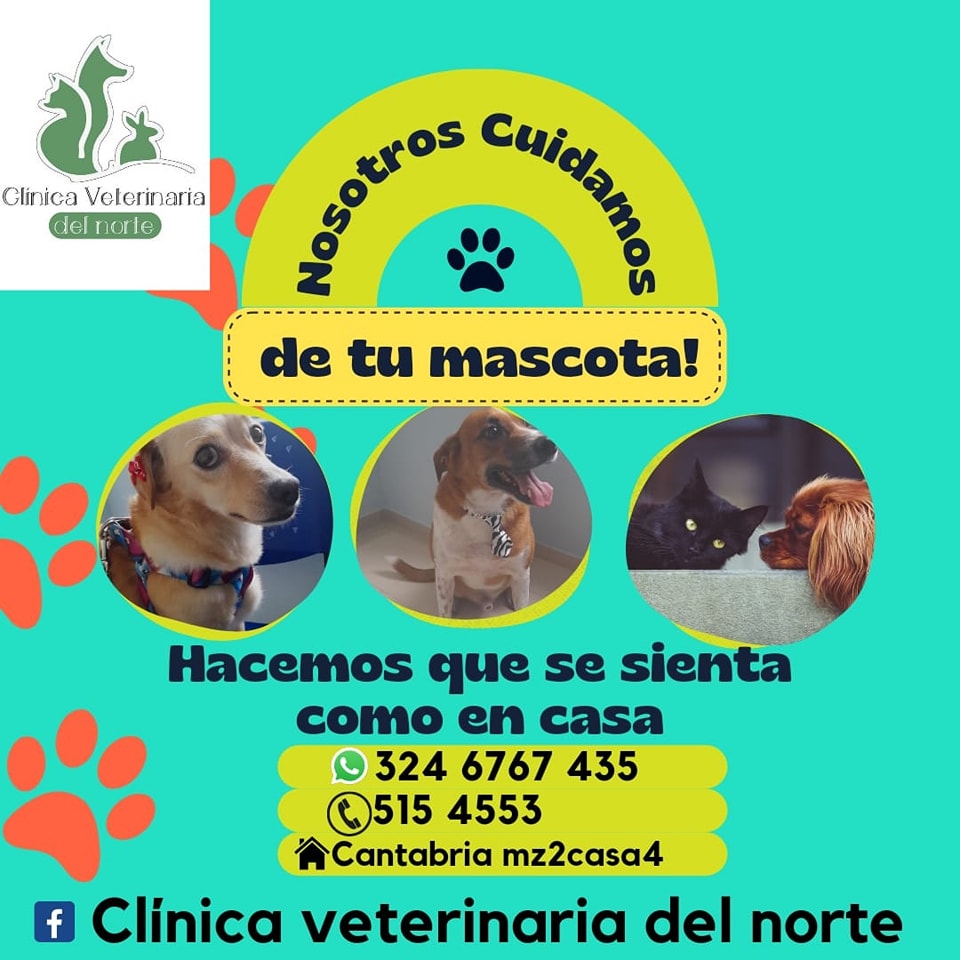 Clínica Veterinaria
del norte
Nosotros Cuidamos
de tu mascota!
Hacemos que se sienta
como en casa
324 6767 435
515 4553
Cantabria mz2casa4
Clínica veterinaria del norte